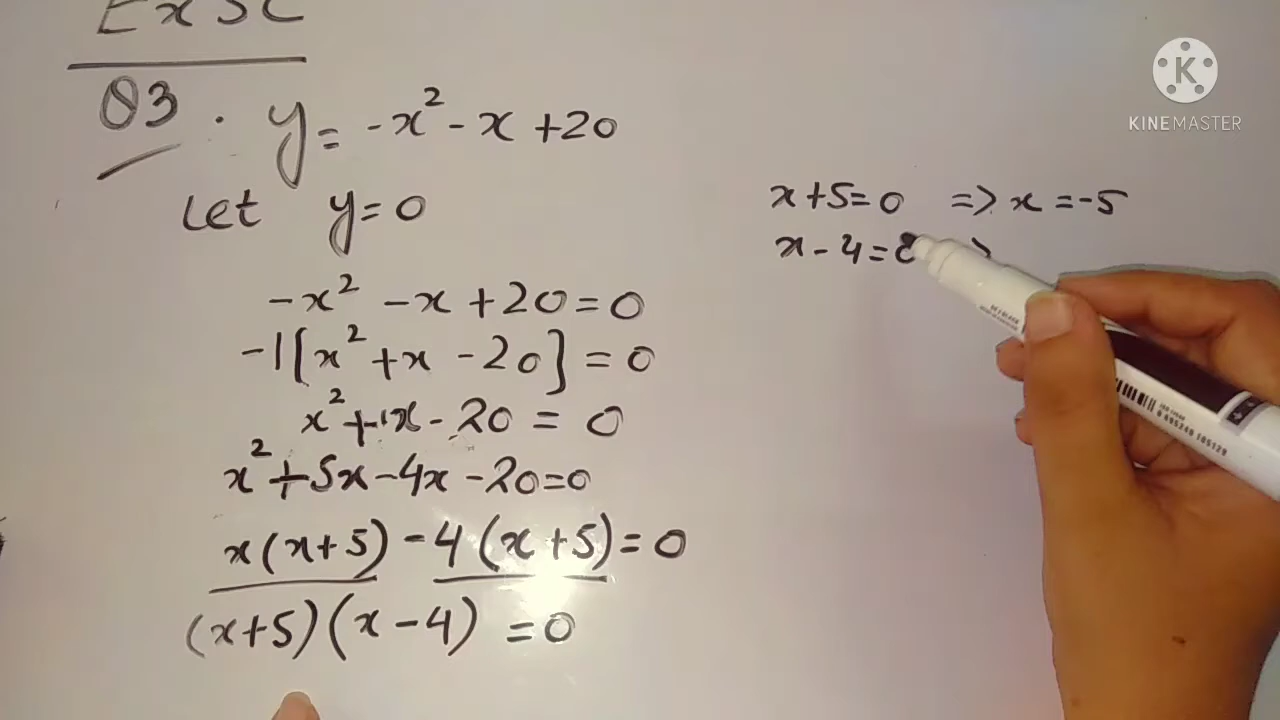 Ex 3C
Q3. y = -x² - x + 20
Let y = 0
-x² - x + 20 = 0
-1[x² + x - 20] = 0
x² + 1x - 20 = 0
x² + 5x - 4x - 20 = 0
x(x+5) - 4(x+5) = 0
(x+5)(x-4) = 0
x + 5 = 0 => x = -5
x - 4 = 0 =>
K
KINEMASTER